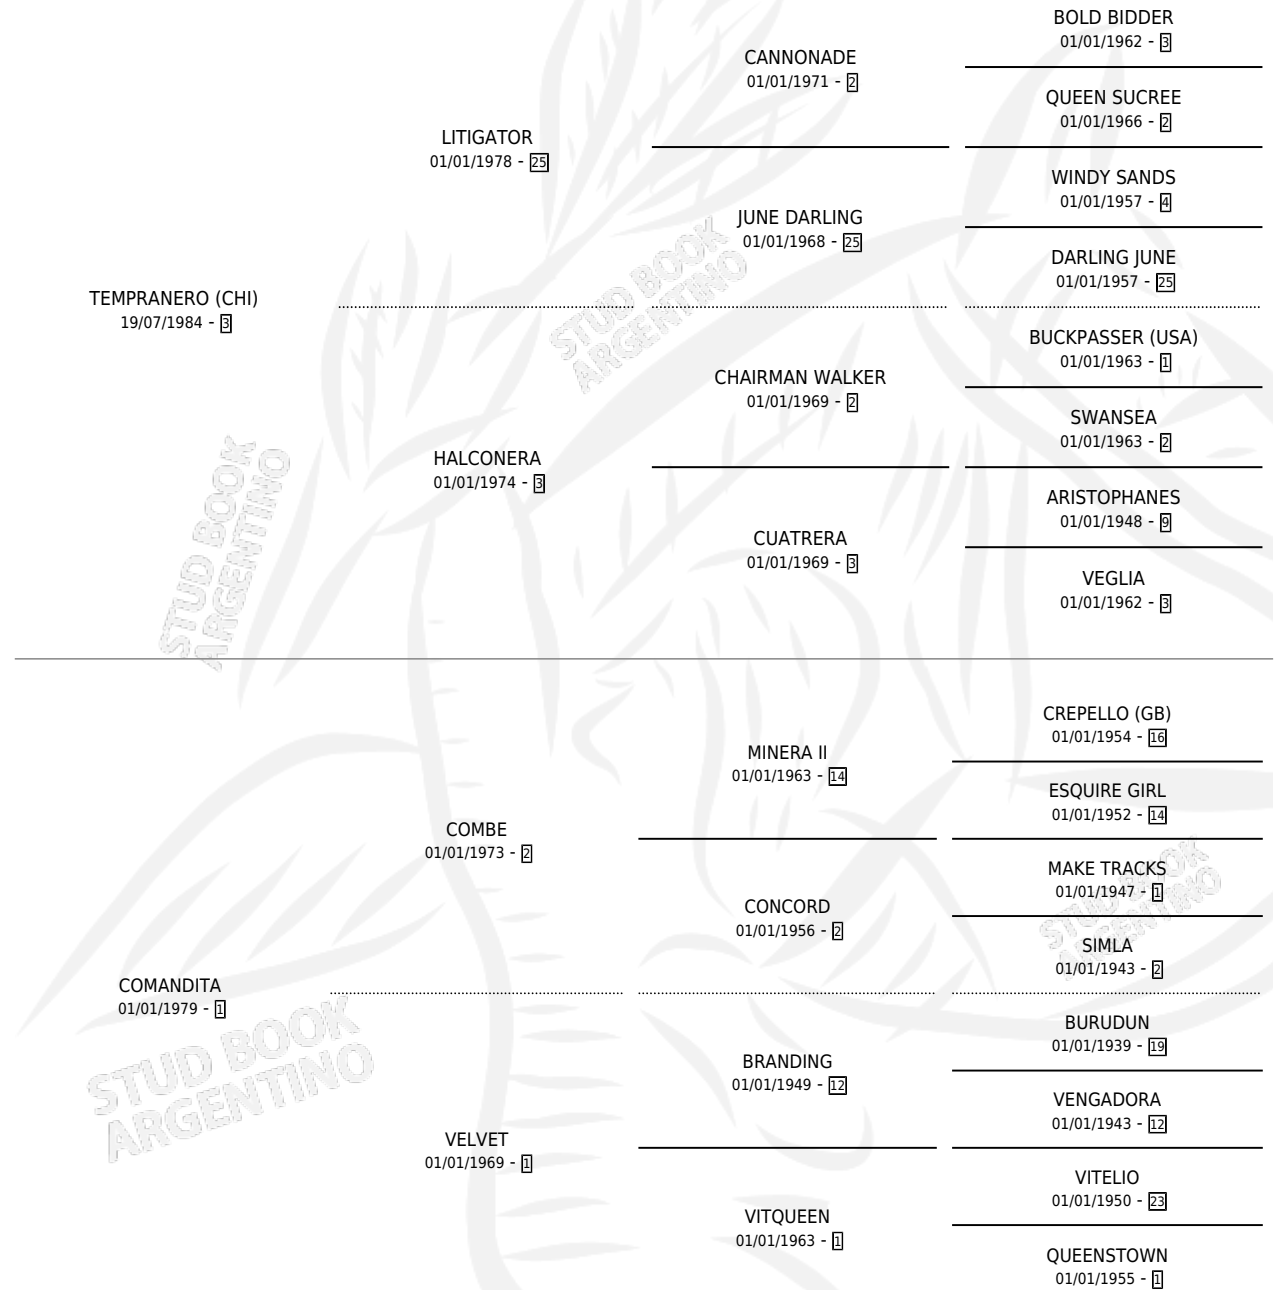 BOLD BIDDER
01/01/1962 - 3
CANNONADE
01/01/1971 - 2
QUEEN SUCREE
01/01/1966 - 2
LITIGATOR
01/01/1978 - 25
WINDY SANDS
01/01/1957 - 4
JUNE DARLING
01/01/1968 - 25
DARLING JUNE
01/01/1957 - 25
TEMPRANERO (CHI)
19/07/1984 - 3
BUCKPASSER (USA)
01/01/1963 - 1
CHAIRMAN WALKER
01/01/1969 - 2
SWANSEA
01/01/1963 - 2
HALCONERA
01/01/1974 - 3
ARISTOPHANES
01/01/1948 - 9
CUATRERA
01/01/1969 - 3
VEGLIA
01/01/1962 - 3
CREPELLO (GB)
01/01/1954 - 16
MINERA II
01/01/1963 - 14
ESQUIRE GIRL
01/01/1952 - 14
COMBE
01/01/1973 - 2
MAKE TRACKS
01/01/1947 - 1
CONCORD
01/01/1956 - 2
SIMLA
01/01/1943 - 2
COMANDITA
01/01/1979 - 1
BURUDUN
01/01/1939 - 19
BRANDING
01/01/1949 - 12
VENGADORA
01/01/1943 - 12
VELVET
01/01/1969 - 1
VITELIO
01/01/1950 - 23
VITQUEEN
01/01/1963 - 1
QUEENSTOWN
01/01/1955 - 1
STUD BOOK
ARGENTINO
STUD BOOK
ARGENTINO
STUD BOOK
ARGENTINO
STUD BOOK
ARGENTINO